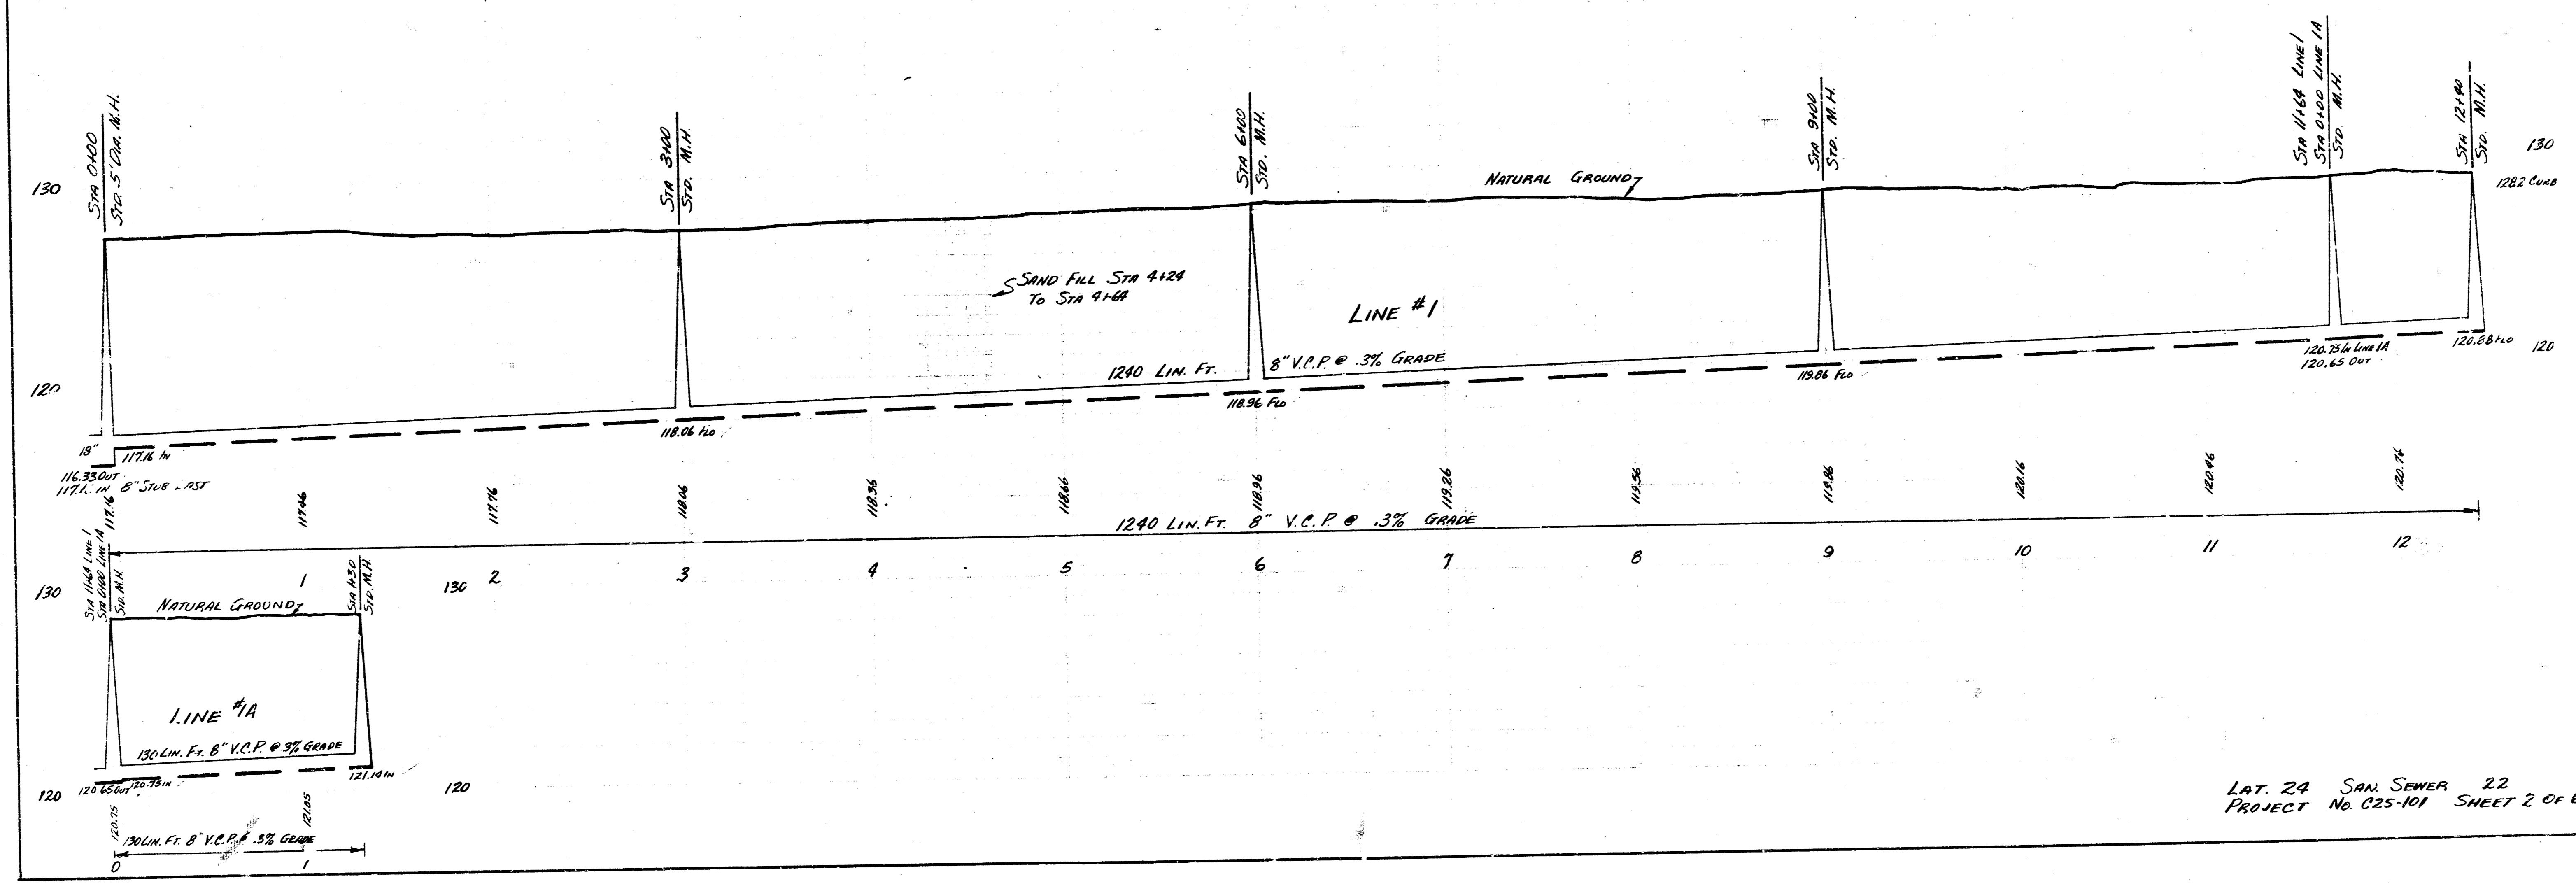 STA 0+00
STD. 5' DIA. M.H.
STA 3+00
STD. M.H.
STA 6+00
STD. M.H.
STA 9+00
STD. M.H.
STA 11+64 LINE 1
STA 0+00 LINE 1A
STD. M.H.
STA 12+40
STD. M.H.
130
130
NATURAL GROUND
128.2 CURB
SAND FILL STA 4+24
TO STA 4+64
LINE #1
120
1240 LIN. FT.
8" V.C.P. @ .3% GRADE
120
18"
117.16 IN
118.06 FLO
118.96 FLO
119.86 FLO
120.75 IN LINE 1A
120.65 OUT
120.88 FLO
116.33 OUT
IN 8" STUB
117.16
117.46
117.76
118.06
118.36
118.66
118.96
119.26
119.56
119.86
120.16
120.46
120.76
1240 LIN. FT. 8" V.C.P. @ .3% GRADE
1
2
3
4
5
6
7
8
9
10
11
12
STA 11+64 LINE 1
STA 0+00 LINE 1A
STD. M.H.
STA 1+30
STD. M.H.
130
130
NATURAL GROUND
LINE #1A
130 LIN. FT. 8" V.C.P. @ .3% GRADE
120
120.65 OUT
120.75 IN
121.14 IN
120
120.75
121.05
130 LIN. FT. 8" V.C.P. @ .3% GRADE
0
1
LAT. 24 SAN. SEWER 22
PROJECT NO. C25-101 SHEET 2 OF 6